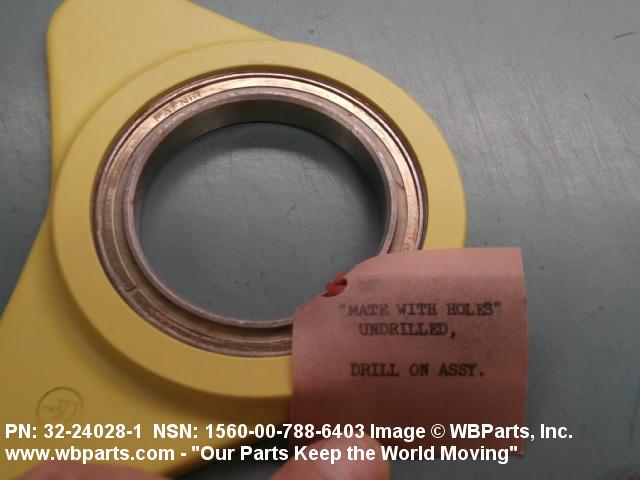 FAFNIR
"MATE WITH HOLES"
UNDRILLED,
DRILL ON ASSY.
PN: 32-24028-1 NSN: 1560-00-788-6403 Image © WBParts, Inc.
www.wbparts.com - "Our Parts Keep the World Moving"